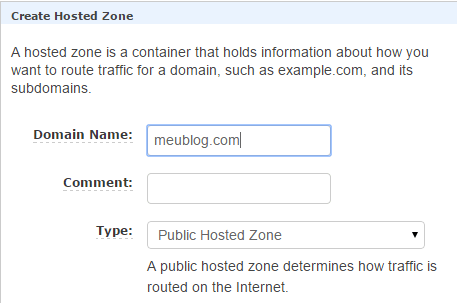 Create Hosted Zone
A hosted zone is a container that holds information about how you
want to route traffic for a domain, such as example.com, and its
subdomains.
Domain Name: meublog.com
Comment:
Type: Public Hosted Zone
A public hosted zone determines how traffic is
routed on the Internet.